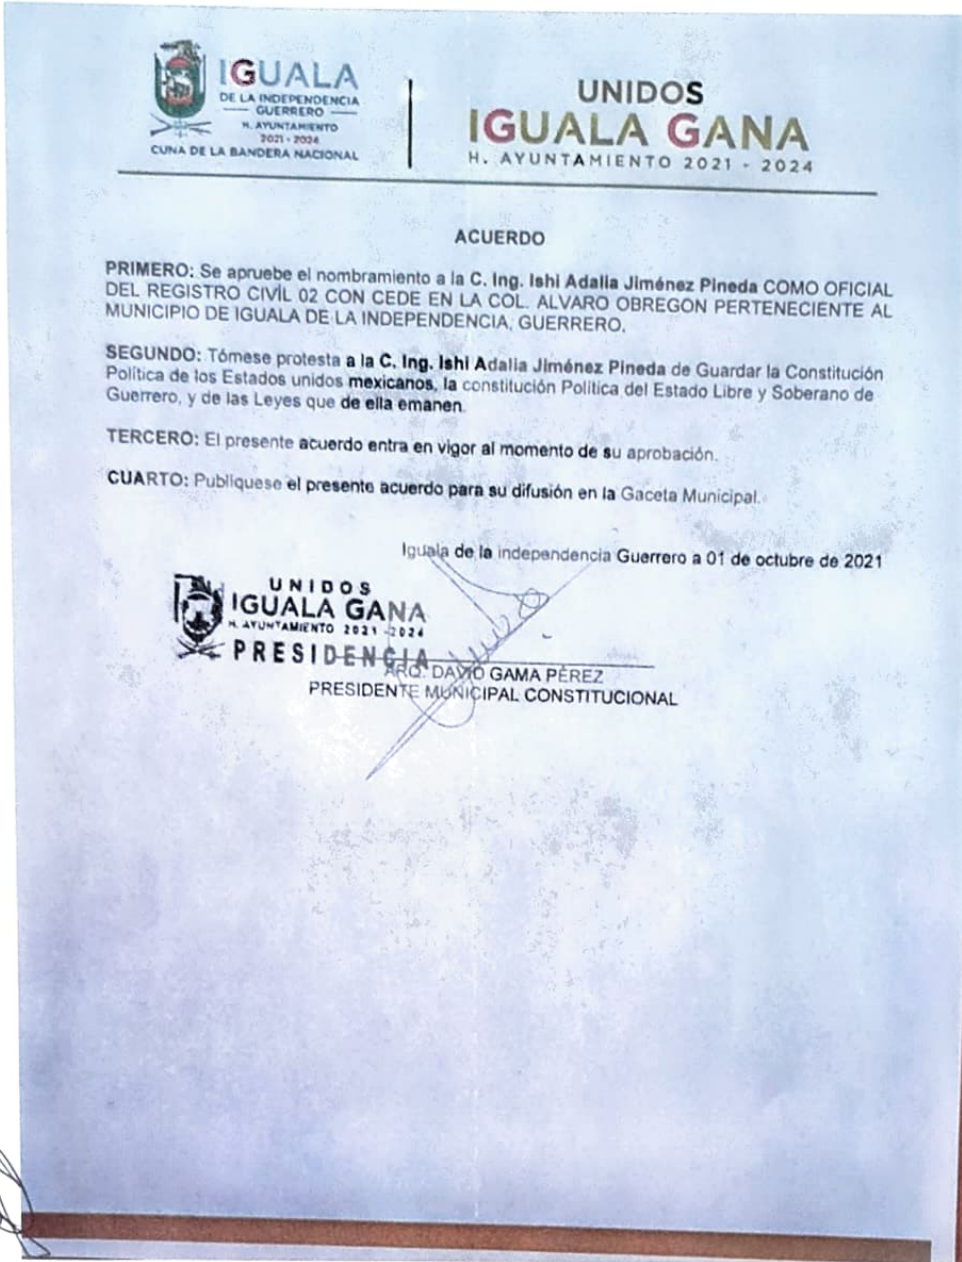 IGUALA
DE LA INDEPENDENCIA
GUERRERO
H. AYUNTAMIENTO
2021 - 2024
CUNA DE LA BANDERA NACIONAL
UNIDOS
IGUALA GANA
H. AYUNTAMIENTO 2021 - 2024
ACUERDO
PRIMERO: Se apruebe el nombramiento a la C. Ing. Ishi Adalia Jiménez Pineda COMO OFICIAL
DEL REGISTRO CIVÍL 02 CON CEDE EN LA COL. ALVARO OBREGON PERTENECIENTE AL
MUNICIPIO DE IGUALA DE LA INDEPENDENCIA, GUERRERO.
SEGUNDO: Tómese protesta a la C. Ing. Ishi Adalia Jiménez Pineda de Guardar la Constitución
Política de los Estados unidos mexicanos, la constitución Política del Estado Libre y Soberano de
Guerrero, y de las Leyes que de ella emanen.
TERCERO: El presente acuerdo entra en vigor al momento de su aprobación.
CUARTO: Publíquese el presente acuerdo para su difusión en la Gaceta Municipal.
Iguala de la independencia Guerrero a 01 de octubre de 2021
UNIDOS
IGUALA GANA
H. AYUNTAMIENTO 2021 - 2024
PRESIDENCIA
ARQ. DAVID GAMA PÉREZ
PRESIDENTE MUNICIPAL CONSTITUCIONAL